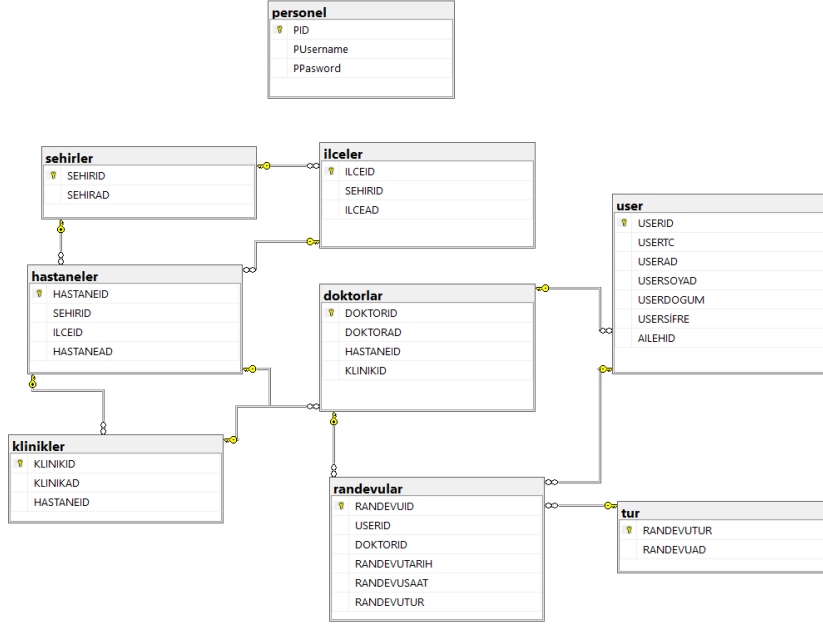 personel
PID
PUsername
PPasword
sehirler
SEHIRID
SEHIRAD
ilceler
ILCEID
SEHIRID
ILCEAD
user
USERID
USERTC
USERAD
USERSOYAD
USERDOGUM
USERSİFRE
AILEHID
hastaneler
HASTANEID
SEHIRID
ILCEID
HASTANEAD
doktorlar
DOKTORID
DOKTORAD
HASTANEID
KLINIKID
klinikler
KLINIKID
KLINIKAD
HASTANEID
randevular
RANDEVUID
USERID
DOKTORID
RANDEVUTARIH
RANDEVUSAAT
RANDEVUTUR
tur
RANDEVUTUR
RANDEVUAD